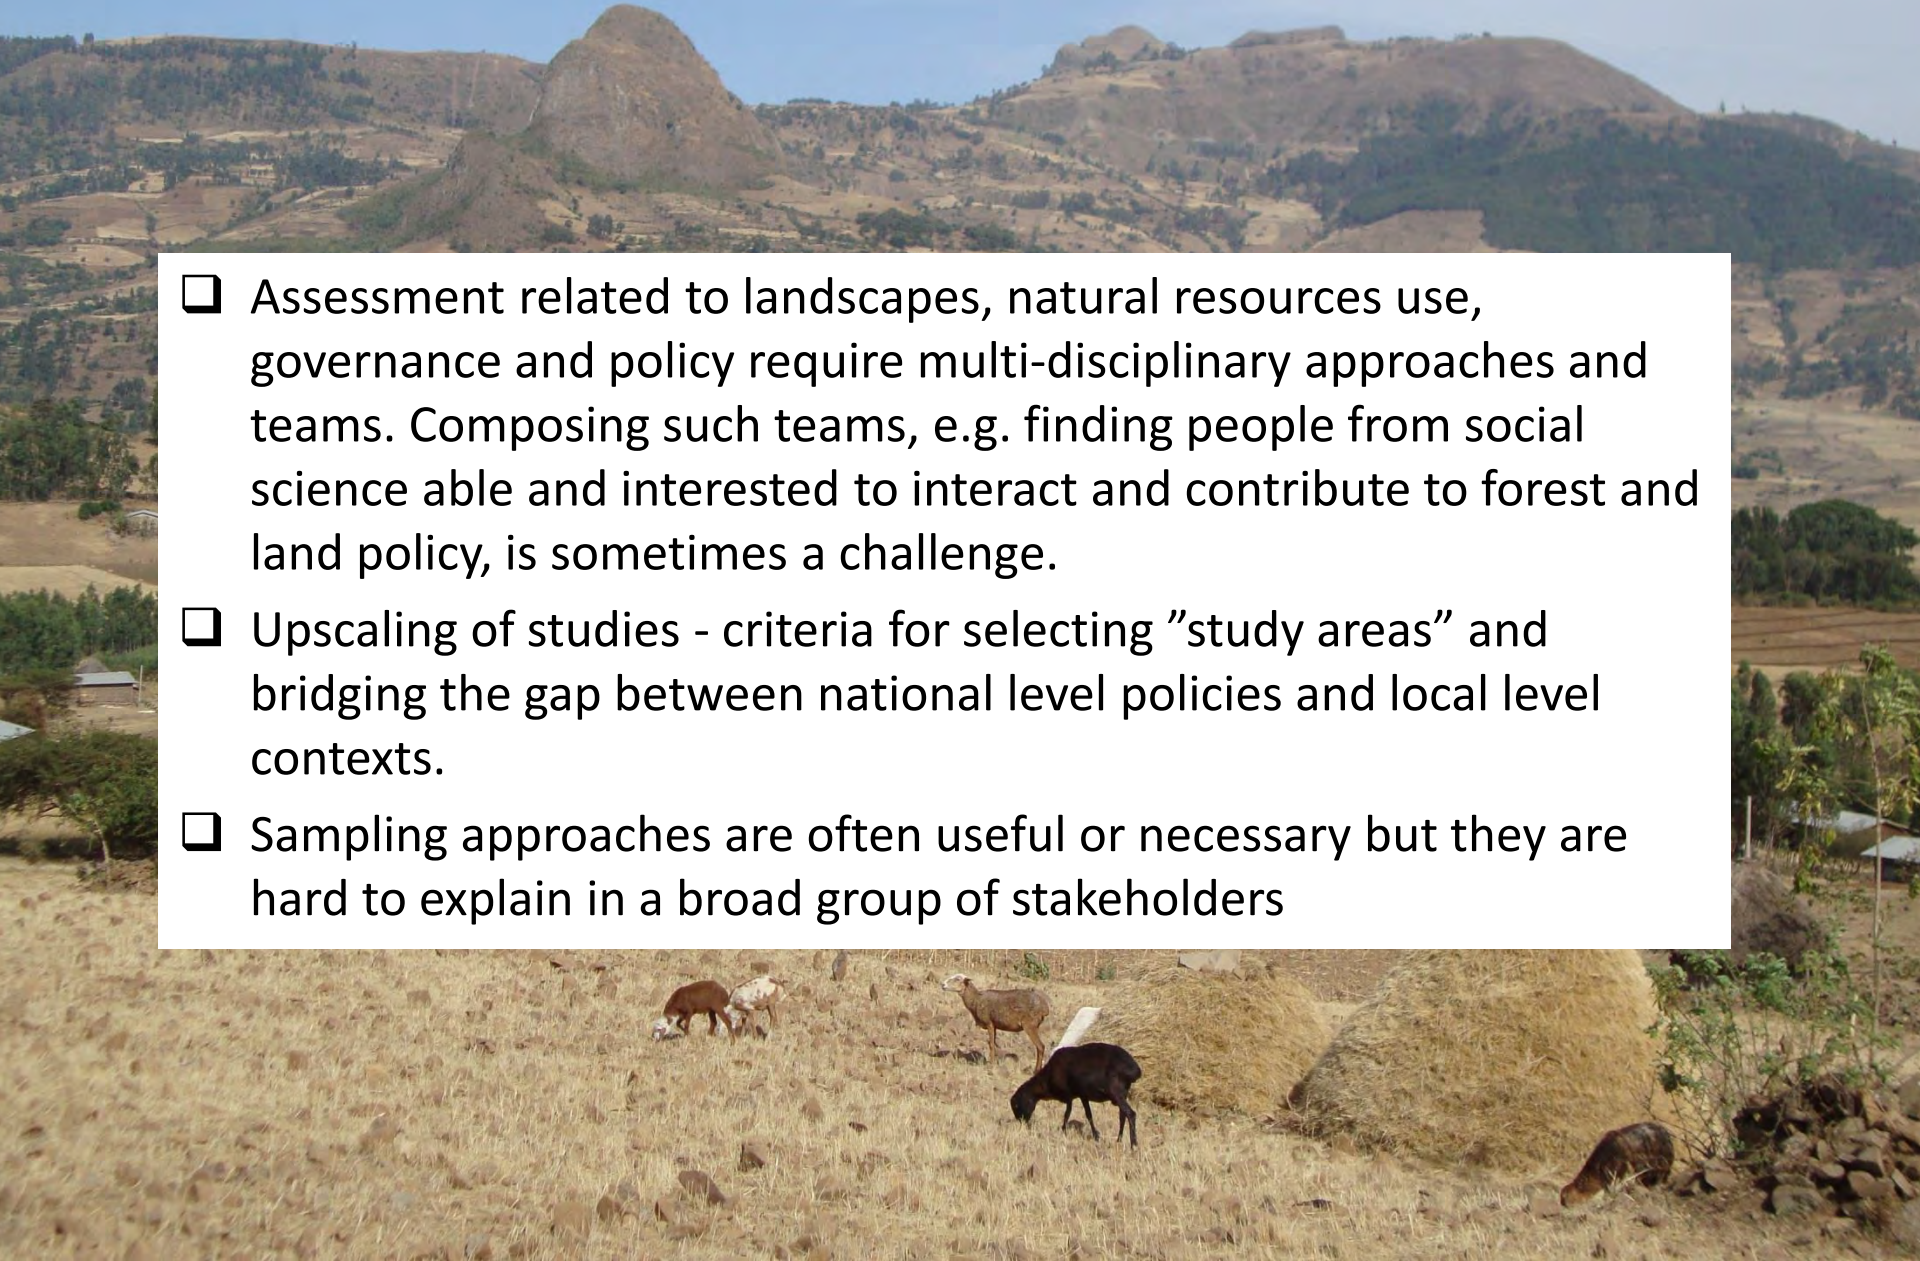 ❑ Assessment related to landscapes, natural resources use,
governance and policy require multi-disciplinary approaches and
teams. Composing such teams, e.g. finding people from social
science able and interested to interact and contribute to forest and
land policy, is sometimes a challenge.
❑ Upscaling of studies - criteria for selecting ”study areas” and
bridging the gap between national level policies and local level
contexts.
❑ Sampling approaches are often useful or necessary but they are
hard to explain in a broad group of stakeholders